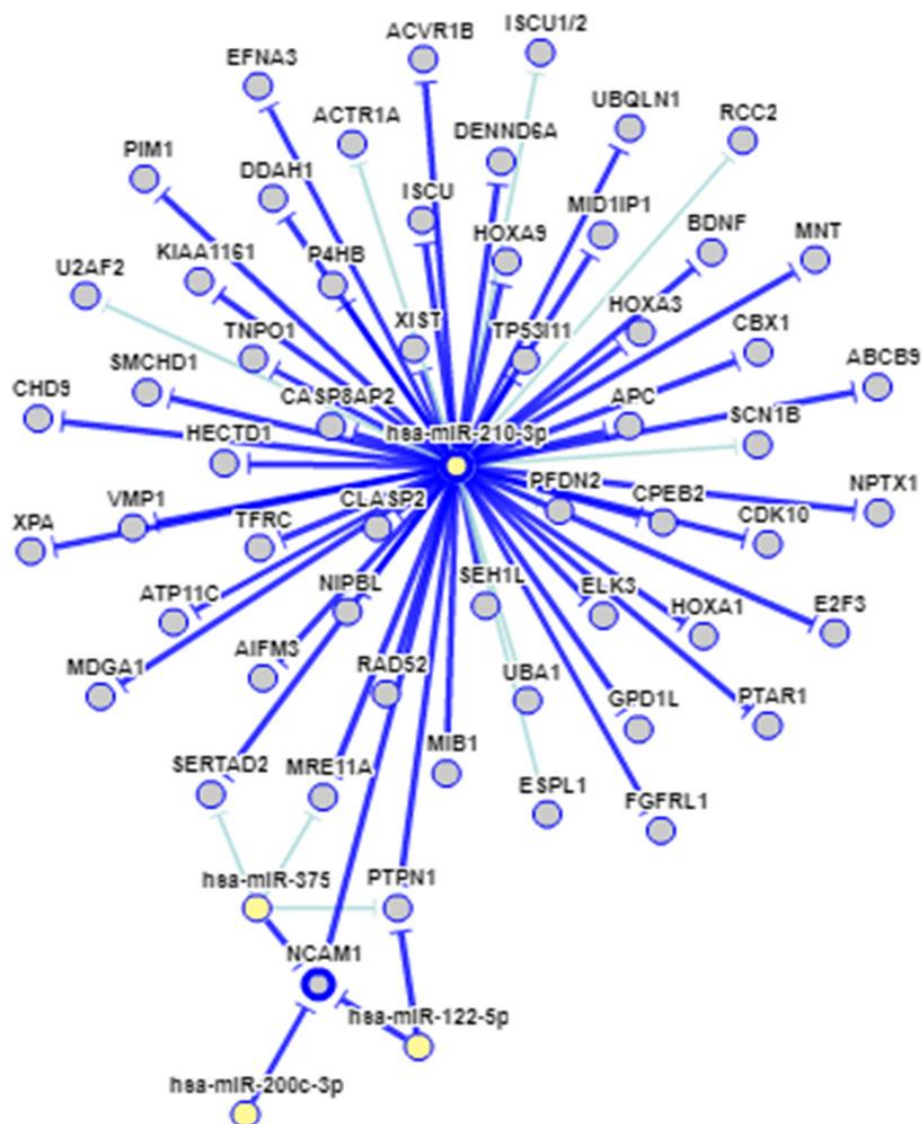 ISCU1/2
ACVR1B
EFNA3
UBQLN1
RCC2
ACTR1A
DENND6A
PIM1
DDAH1
ISCU
MID1IP1
BDNF
MNT
HOXA9
KIAA1161
P4HB
U2AF2
HOXA3
XIST
TP53I11
CBX1
TNPO1
SMCHD1
ABCB9
CHD9
CASP8AP2
APC
SCN1B
HECTD1
hsa-miR-210-3p
PFDN2
NPTX1
CPEB2
VMP1
CLASP2
XPA
TFRC
CDK10
SEH1L
NIPBL
ELK3
ATP11C
HOXA1
E2F3
AIFM3
RAD52
MDGA1
UBA1
GPD1L
PTAR1
MIB1
SERTAD2
MRE11A
ESPL1
FGFRL1
hsa-miR-375
PTPN1
NCAM1
hsa-miR-122-5p
hsa-miR-200c-3p